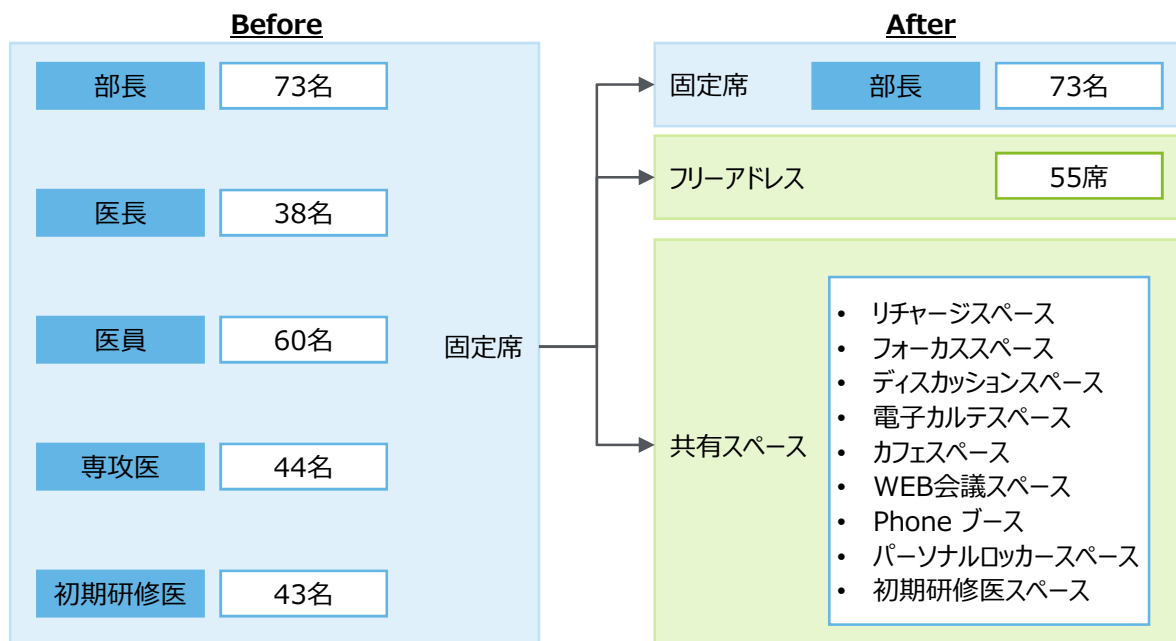 Before
部長 73名
医長 38名
医員 60名
専攻医 44名
初期研修医 43名
固定席
After
固定席 部長 73名
フリーアドレス 55席
共有スペース
• リチャージスペース
• フォーカススペース
• ディスカッションスペース
• 電子カルテスペース
• カフェスペース
• WEB会議スペース
• Phone ブース
• パーソナルロッカースペース
• 初期研修医スペース